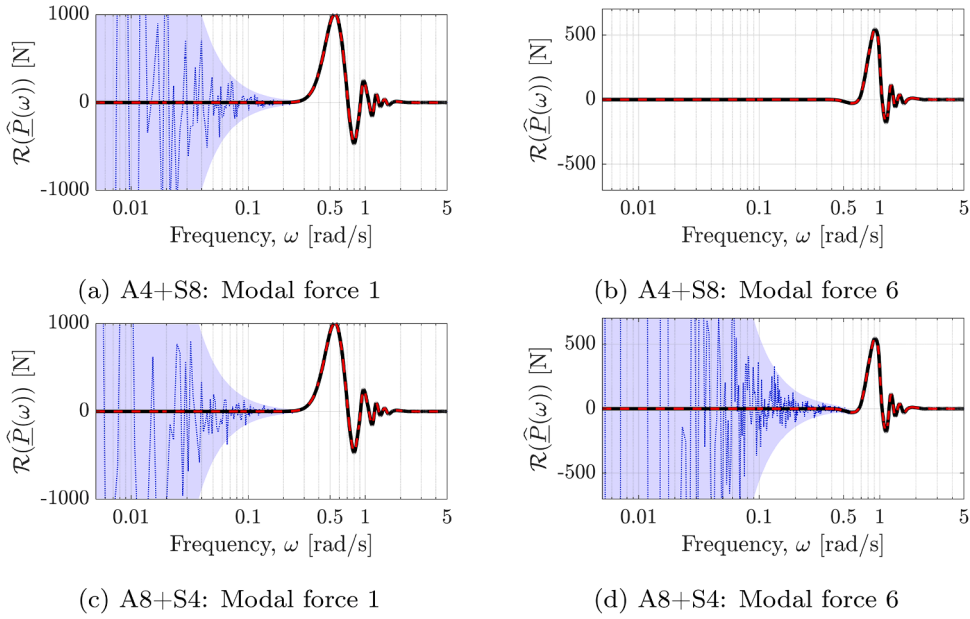 1000
0
-1000
ℛ(P̂(ω)) [N]
0.01 0.1 0.5 1 5
Frequency, ω [rad/s]
(a) A4+S8: Modal force 1
500
0
-500
ℛ(P̂(ω)) [N]
0.01 0.1 0.5 1 5
Frequency, ω [rad/s]
(b) A4+S8: Modal force 6
1000
0
-1000
ℛ(P̂(ω)) [N]
0.01 0.1 0.5 1 5
Frequency, ω [rad/s]
(c) A8+S4: Modal force 1
500
0
-500
ℛ(P̂(ω)) [N]
0.01 0.1 0.5 1 5
Frequency, ω [rad/s]
(d) A8+S4: Modal force 6